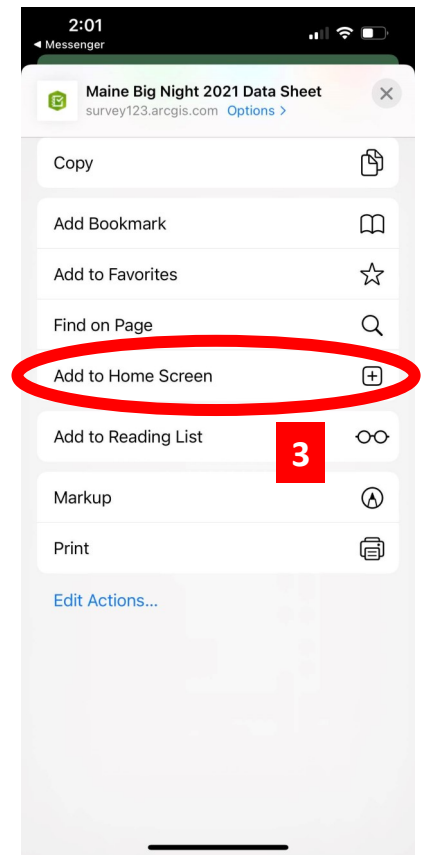 2:01
◀ Messenger
Maine Big Night 2021 Data Sheet
survey123.arcgis.com Options >
Copy
Add Bookmark
Add to Favorites
Find on Page
Add to Home Screen
Add to Reading List
3
Markup
Print
Edit Actions...